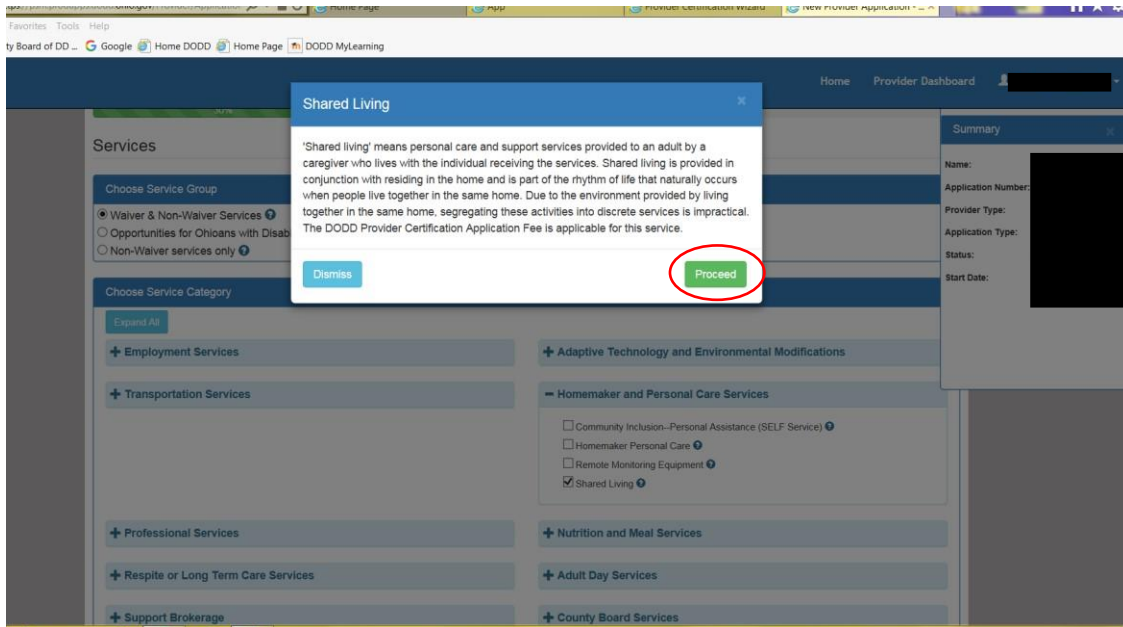 Home Page
App
Provider Certification Wizard
New Provider Application - ...
Favorites Tools Help
ty Board of DD ... Google Home DODD Home Page DODD MyLearning
Home Provider Dashboard
Shared Living
×
'Shared living' means personal care and support services provided to an adult by a
caregiver who lives with the individual receiving the services. Shared living is provided in
conjunction with residing in the home and is part of the rhythm of life that naturally occurs
when people live together in the same home. Due to the environment provided by living
together in the same home, segregating these activities into discrete services is impractical.
The DODD Provider Certification Application Fee is applicable for this service.
Dismiss
Proceed
Services
Choose Service Group
Waiver & Non-Waiver Services
Opportunities for Ohioans with Disab
Non-Waiver services only
Summary
×
Name:
Application Number:
Provider Type:
Application Type:
Status:
Start Date:
Choose Service Category
Expand All
+ Employment Services
+ Adaptive Technology and Environmental Modifications
+ Transportation Services
− Homemaker and Personal Care Services
Community Inclusion--Personal Assistance (SELF Service)
Homemaker Personal Care
Remote Monitoring Equipment
Shared Living
+ Professional Services
+ Nutrition and Meal Services
+ Respite or Long Term Care Services
+ Adult Day Services
+ Support Brokerage
+ County Board Services